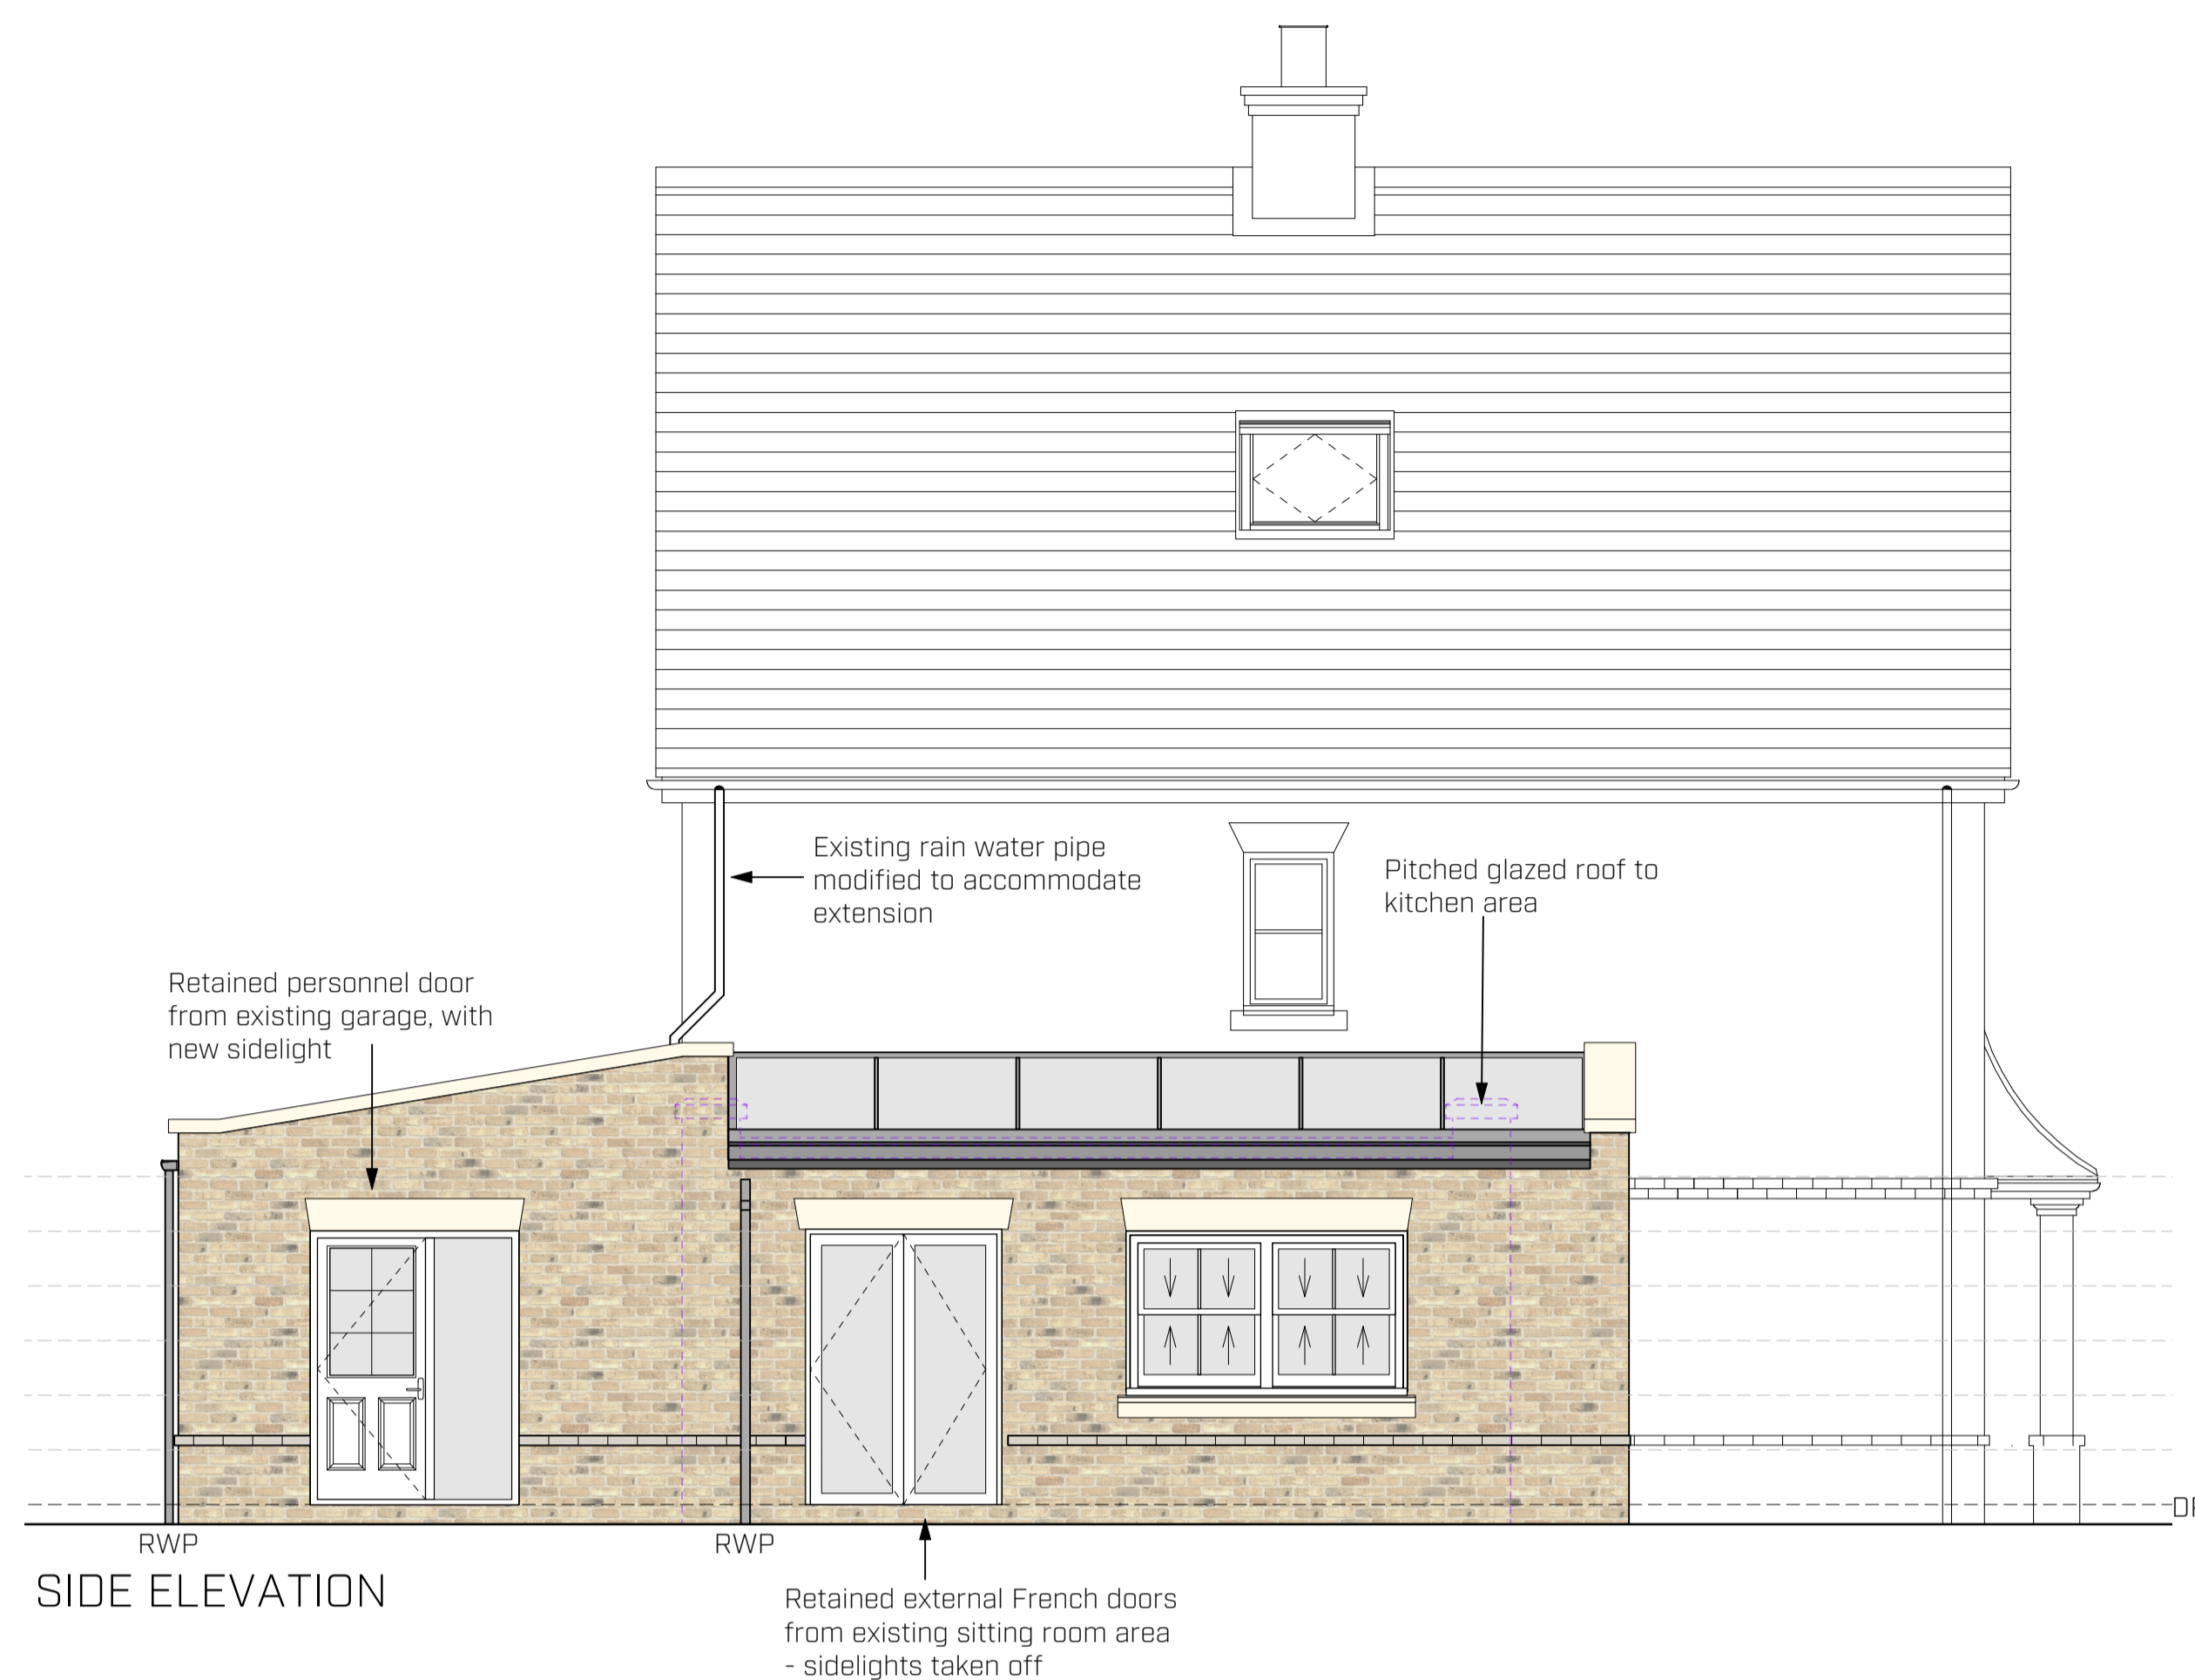 Existing rain water pipe
modified to accommodate
extension
Pitched glazed roof to
kitchen area
Retained personnel door
from existing garage, with
new sidelight
RWP
RWP
SIDE ELEVATION
Retained external French doors
from existing sitting room area
- sidelights taken off